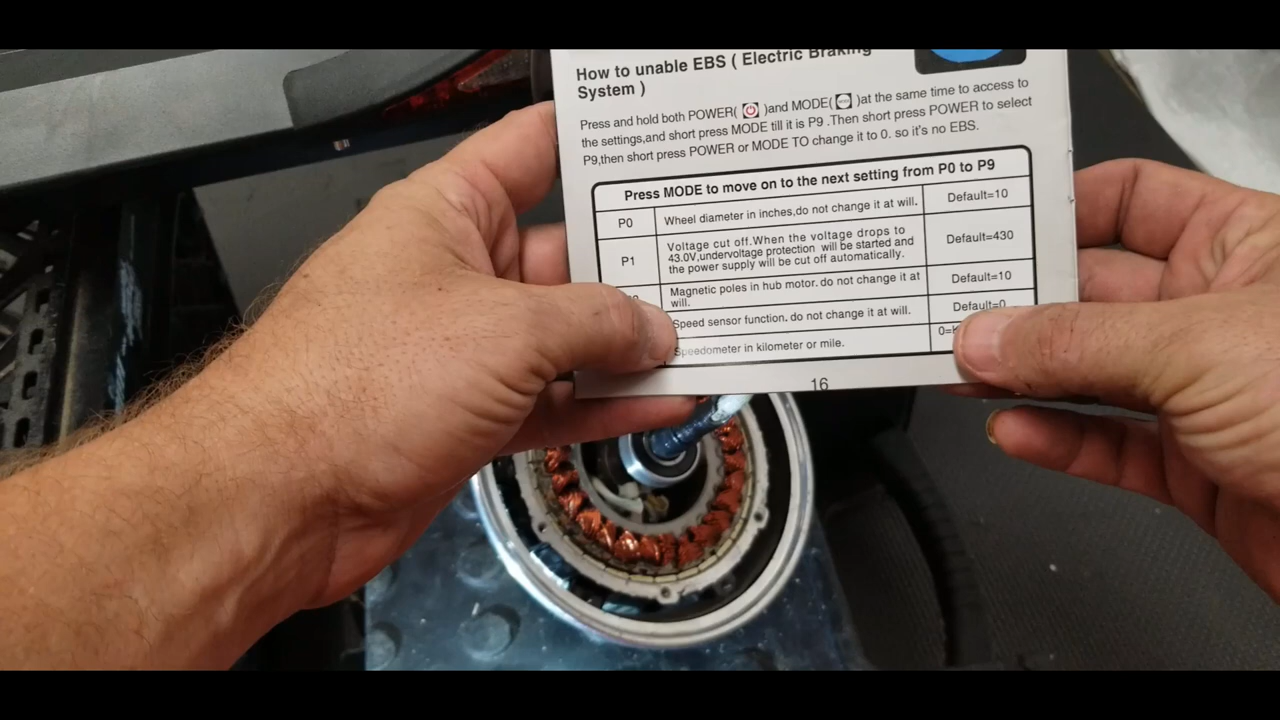 How to unable EBS ( Electric Braking
System )
Press and hold both POWER( )and MODE( )at the same time to access to
the settings,and short press MODE till it is P9 .Then short press POWER to select
P9,then short press POWER or MODE TO change it to 0. so it's no EBS.
Press MODE to move on to the next setting from P0 to P9
P0
Wheel diameter in inches,do not change it at will.
Default=10
P1
Voltage cut off.When the voltage drops to
43.0V,undervoltage protection will be started and
the power supply will be cut off automatically.
Default=430
Magnetic poles in hub motor. do not change it at
will.
Default=10
Speed sensor function. do not change it at will.
Default=0
Speedometer in kilometer or mile.
16